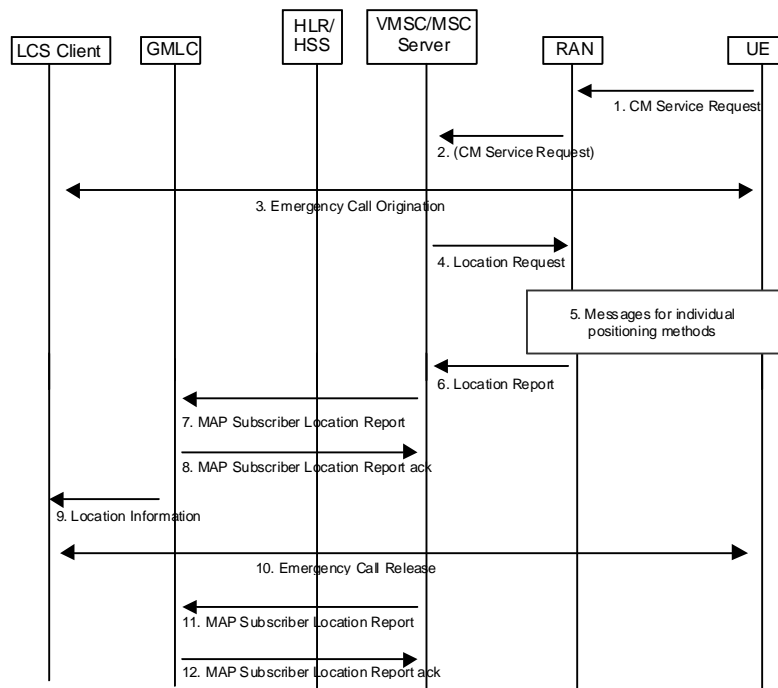 LCS Client
GMLC
HLR/
HSS
VMSC/MSC
Server
RAN
UE
1. CM Service Request
2. (CM Service Request)
3. Emergency Call Origination
4. Location Request
5. Messages for individual
positioning methods
6. Location Report
7. MAP Subscriber Location Report
8. MAP Subscriber Location Report ack
9. Location Information
10. Emergency Call Release
11. MAP Subscriber Location Report
12. MAP Subscriber Location Report ack